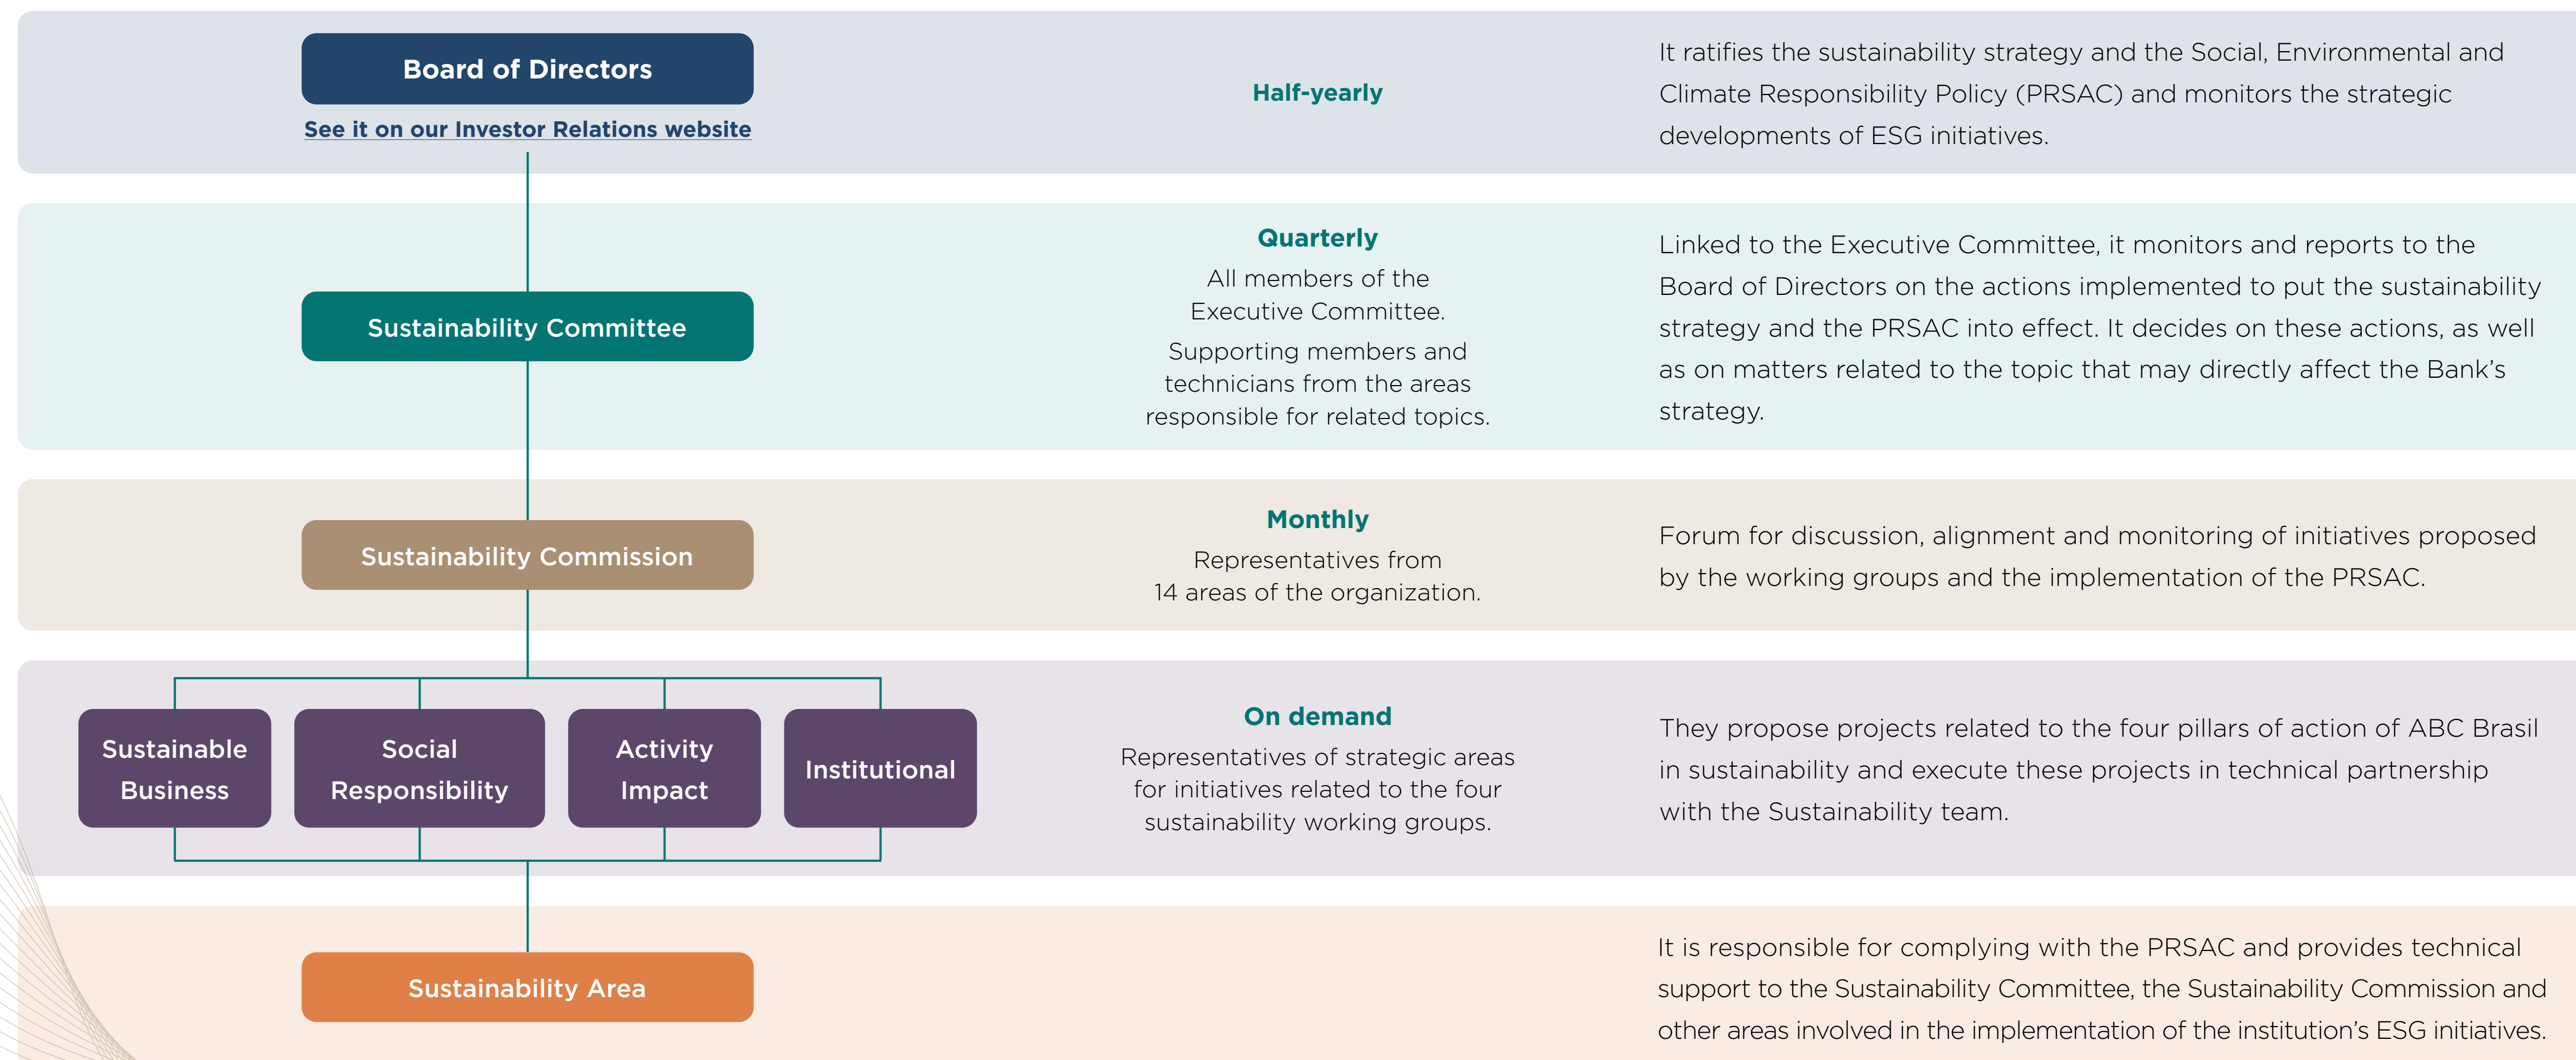 Board of Directors
See it on our Investor Relations website
Half-yearly
It ratifies the sustainability strategy and the Social, Environmental and
Climate Responsibility Policy (PRSAC) and monitors the strategic
developments of ESG initiatives.
Sustainability Committee
Quarterly
All members of the
Executive Committee.
Supporting members and
technicians from the areas
responsible for related topics.
Linked to the Executive Committee, it monitors and reports to the
Board of Directors on the actions implemented to put the sustainability
strategy and the PRSAC into effect. It decides on these actions, as well
as on matters related to the topic that may directly affect the Bank’s
strategy.
Sustainability Commission
Monthly
Representatives from
14 areas of the organization.
Forum for discussion, alignment and monitoring of initiatives proposed
by the working groups and the implementation of the PRSAC.
Sustainable
Business
Social
Responsibility
Activity
Impact
Institutional
On demand
Representatives of strategic areas
for initiatives related to the four
sustainability working groups.
They propose projects related to the four pillars of action of ABC Brasil
in sustainability and execute these projects in technical partnership
with the Sustainability team.
Sustainability Area
It is responsible for complying with the PRSAC and provides technical
support to the Sustainability Committee, the Sustainability Commission and
other areas involved in the implementation of the institution’s ESG initiatives.